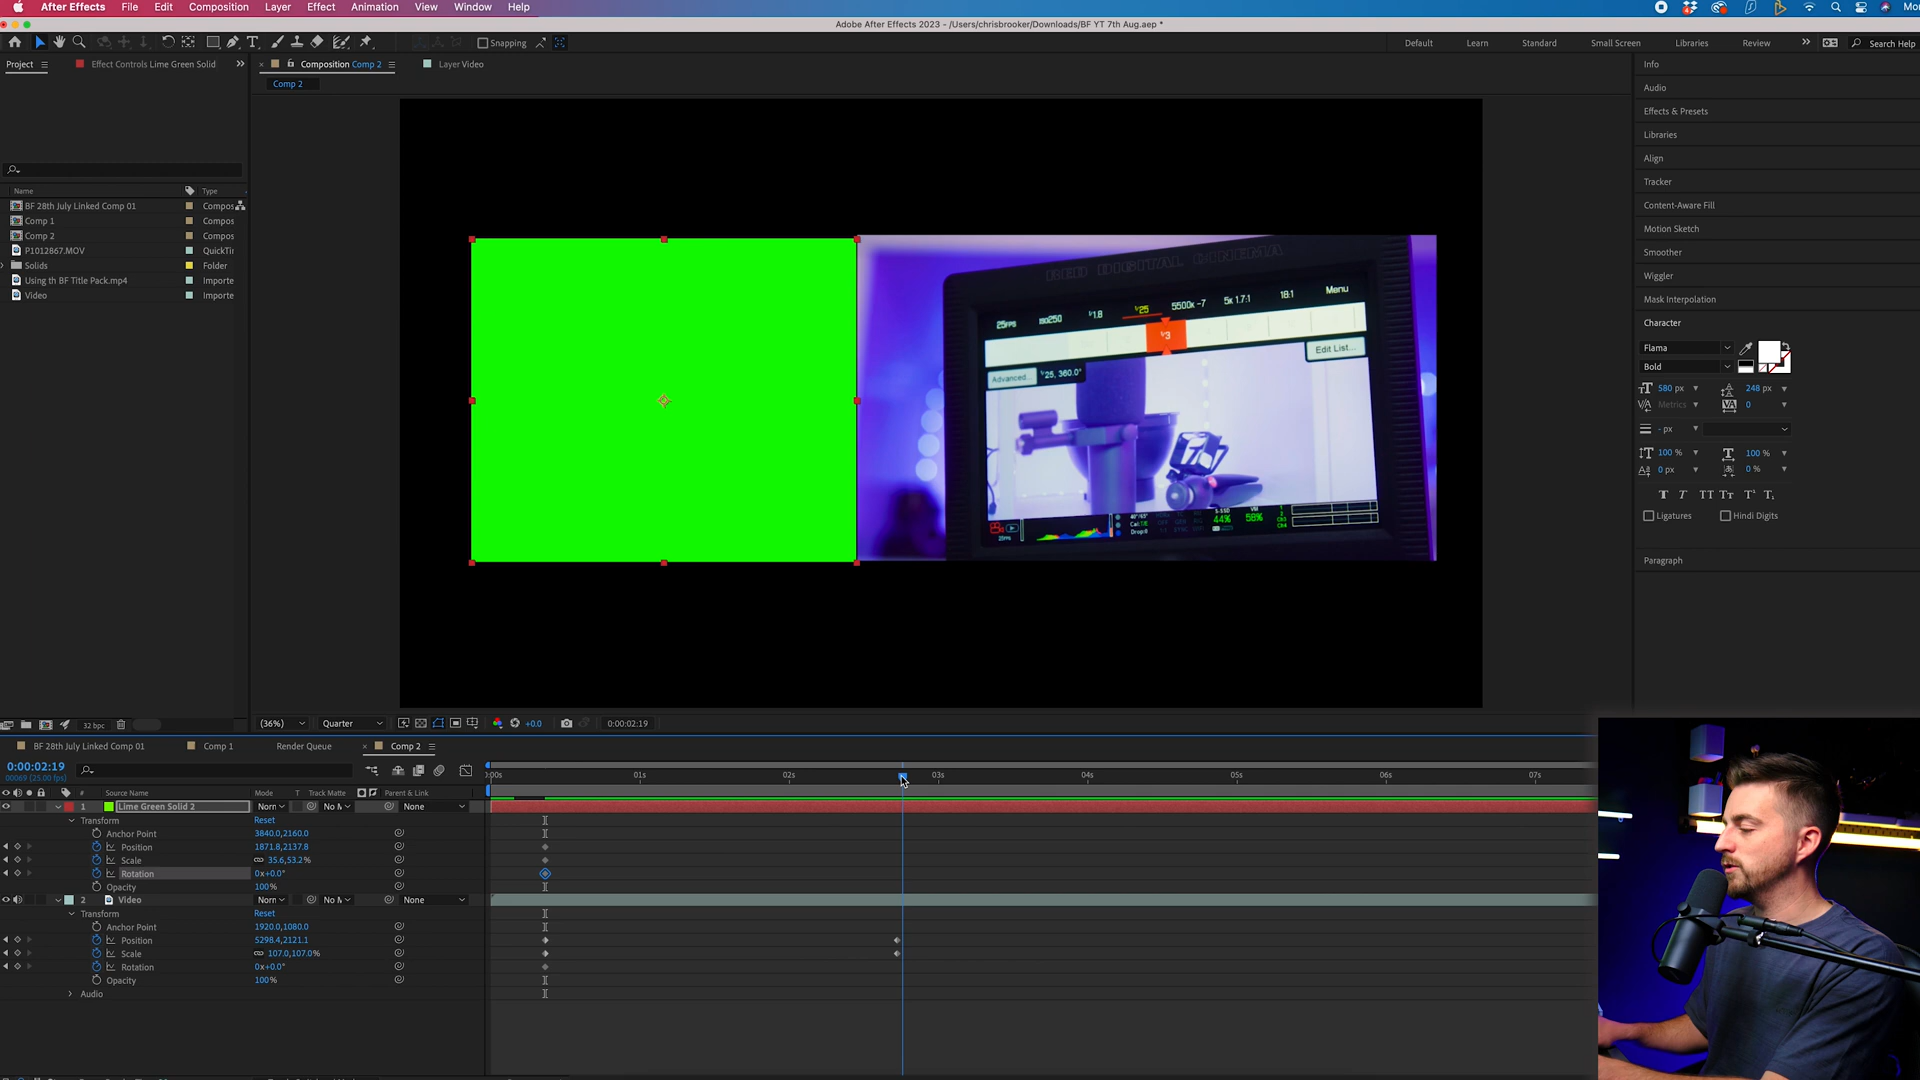 After Effects File Edit Composition Layer Effect Animation View Window Help
Adobe After Effects 2023 - /Users/chrisbrooker/Downloads/BF YT 7th Aug.aep *
Snapping
Default Learn Standard Small Screen Libraries Review Search Help
Project Effect Controls Lime Green Solid
Composition Comp 2 Layer Video
Comp 2
Name Type
BF 28th July Linked Comp 01 Compos
Comp 1 Compos
Comp 2 Compos
P1012867.MOV QuickTi
Solids Folder
Using th BF Title Pack.mp4 Importe
Video Importe
RED DIGITAL CINEMA
25FPS ISO250 1.8 25 5500K -7 5K 1.7:1 18:1 Menu
3
Edit List...
Advanced... 25, 360.0°
44% 58%
Info
Audio
Effects & Presets
Libraries
Align
Tracker
Content-Aware Fill
Motion Sketch
Smoother
Wiggler
Mask Interpolation
Character
Flama
Bold
580 px 248 px
Metrics 0
- px
100 % 100 %
0 px 0 %
Ligatures Hindi Digits
Paragraph
32 bpc
(36%) Quarter +0.0 0:00:02:19
BF 28th July Linked Comp 01 Comp 1 Render Queue Comp 2
0:00:02:19
00069 (25.00 fps)
:00s 01s 02s 03s 04s 05s 06s 07s
# Source Name Mode T Track Matte Parent & Link
1 Lime Green Solid 2 Norr No M None
Transform Reset
Anchor Point 3840.0,2160.0
Position 1871.8,2137.8
Scale 35.6,53.2%
Rotation 0x+0.0°
Opacity 100%
2 Video Norr No M None
Transform Reset
Anchor Point 1920.0,1080.0
Position 5298.4,2121.1
Scale 107.0,107.0%
Rotation 0x+0.0°
Opacity 100%
Audio